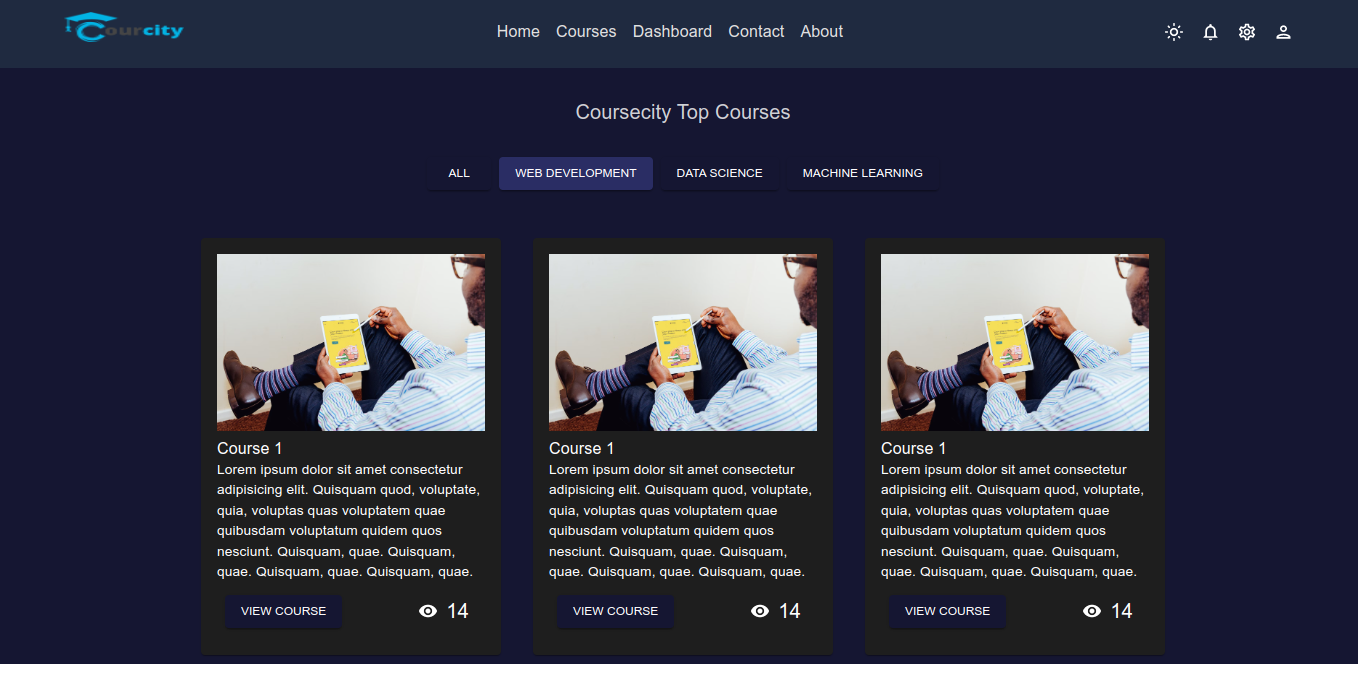 Courcity
Home Courses Dashboard Contact About
Coursecity Top Courses
ALL WEB DEVELOPMENT DATA SCIENCE MACHINE LEARNING
Course 1
Lorem ipsum dolor sit amet consectetur
adipisicing elit. Quisquam quod, voluptate,
quia, voluptas quas voluptatem quae
quibusdam voluptatum quidem quos
nesciunt. Quisquam, quae. Quisquam,
quae. Quisquam, quae. Quisquam, quae.
VIEW COURSE 14
Course 1
Lorem ipsum dolor sit amet consectetur
adipisicing elit. Quisquam quod, voluptate,
quia, voluptas quas voluptatem quae
quibusdam voluptatum quidem quos
nesciunt. Quisquam, quae. Quisquam,
quae. Quisquam, quae. Quisquam, quae.
VIEW COURSE 14
Course 1
Lorem ipsum dolor sit amet consectetur
adipisicing elit. Quisquam quod, voluptate,
quia, voluptas quas voluptatem quae
quibusdam voluptatum quidem quos
nesciunt. Quisquam, quae. Quisquam,
quae. Quisquam, quae. Quisquam, quae.
VIEW COURSE 14